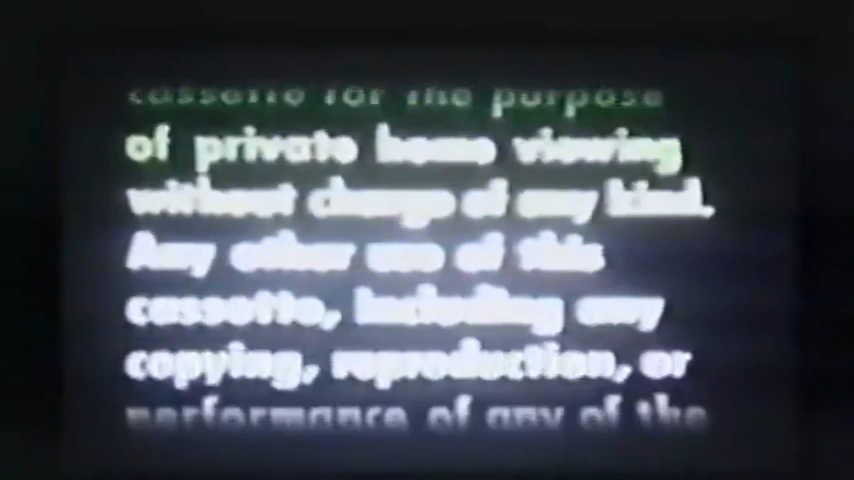 cassette for the purpose
of private home viewing
without charge of any kind.
Any other use of this
cassette, including any
copying, reproduction, or
performance of any of the